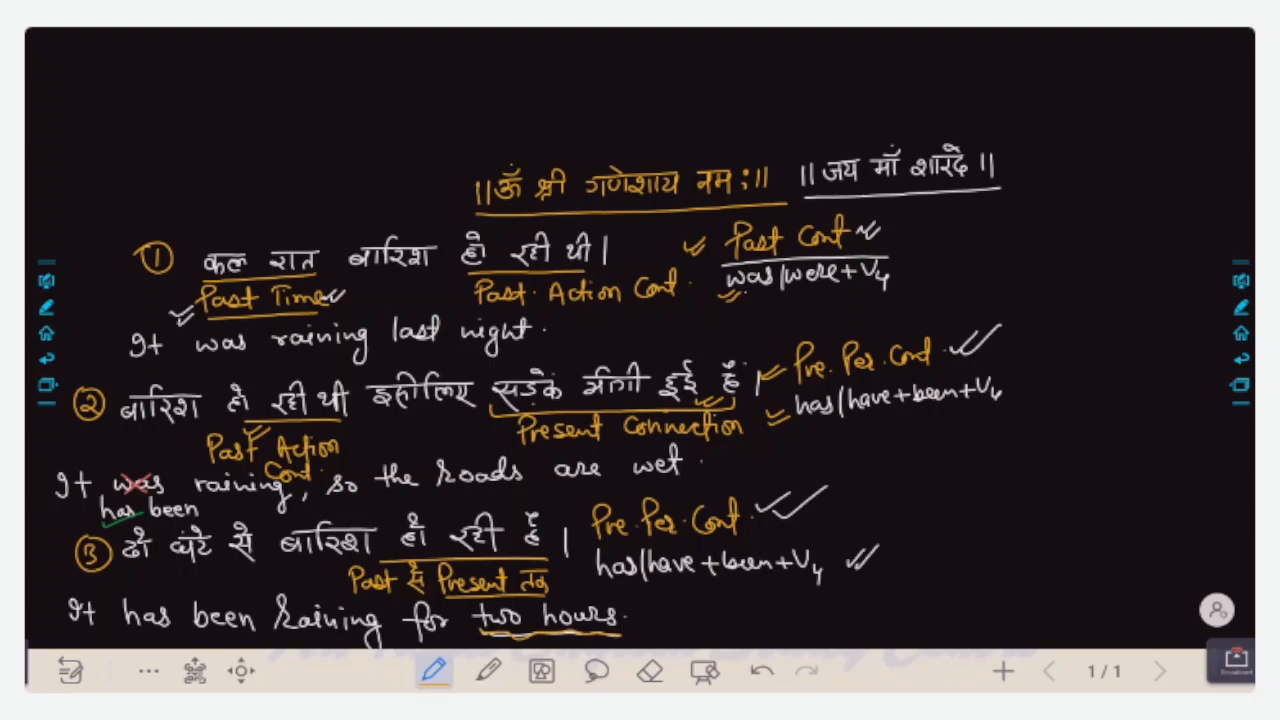 ||ॐ श्री गणेशाय नम:|| ||जय माँ शारदे||
① कल रात बारिश हो रही थी| Past Cont
Past Time Past Action Cont. was/were+V4
It was raining last night.
② बारिश हो रही थी इसीलिए सड़कें भीगी हुई हैं| Pre. Per. Cont
Past Action Cont. Present Connection has/have+been+V4
It was raining, so the roads are wet.
has been
③ दो घंटे से बारिश हो रही है| Pre. Per. Cont
Past से Present तक has/have+been+V4
It has been raining for two hours.
1/1